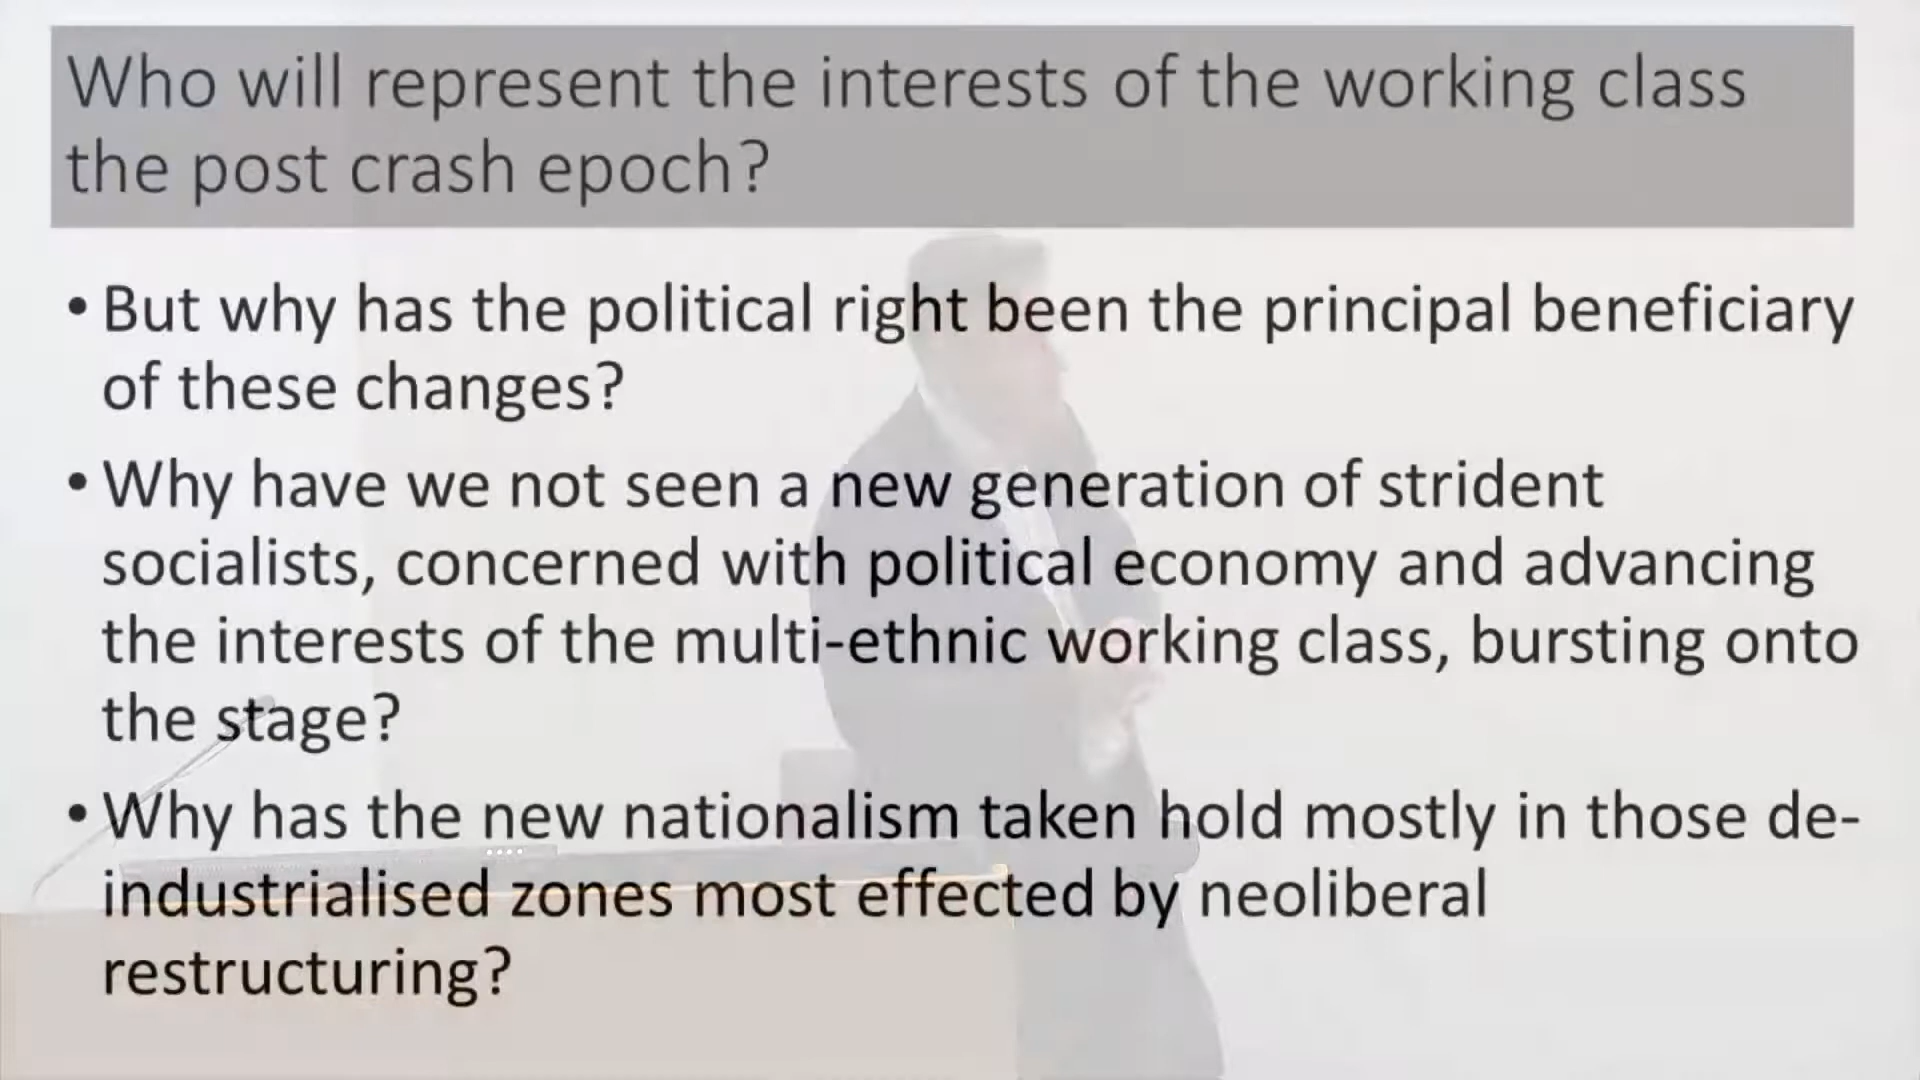 Who will represent the interests of the working class
the post crash epoch?
• But why has the political right been the principal beneficiary
of these changes?
• Why have we not seen a new generation of strident
socialists, concerned with political economy and advancing
the interests of the multi-ethnic working class, bursting onto
the stage?
• Why has the new nationalism taken hold mostly in those de-
industrialised zones most effected by neoliberal
restructuring?